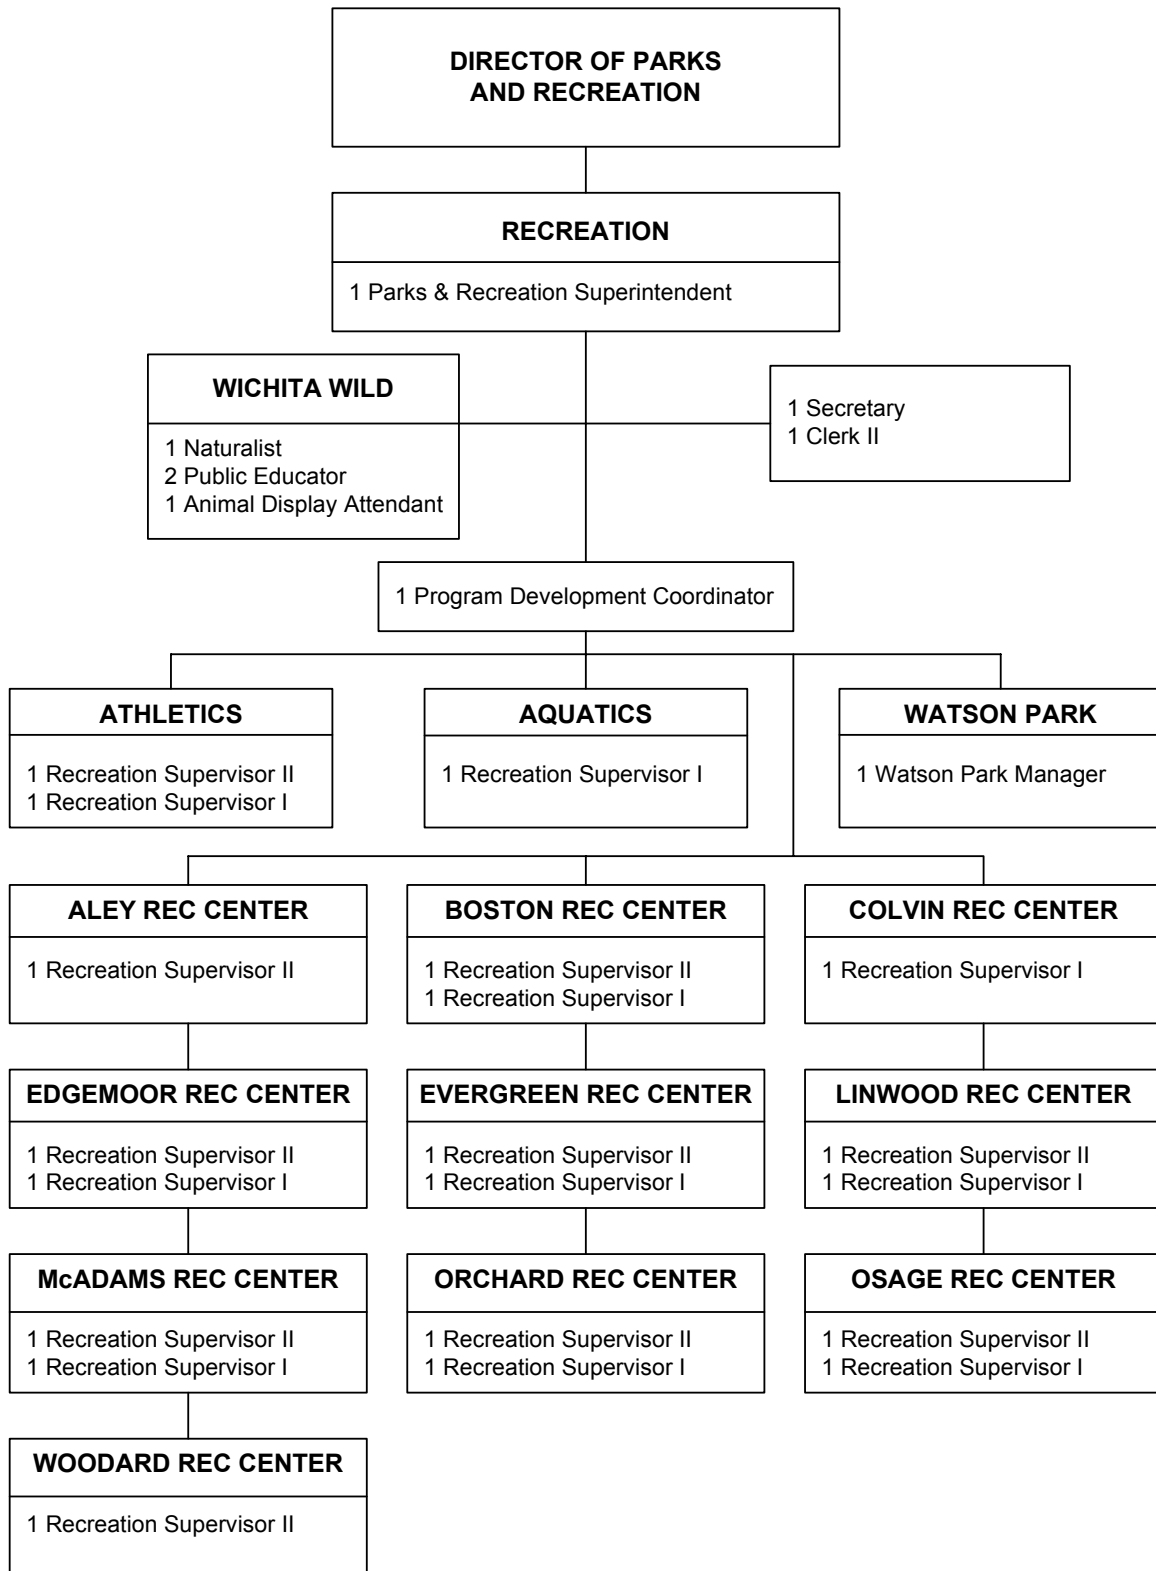 DIRECTOR OF PARKS
AND RECREATION
RECREATION
1 Parks & Recreation Superintendent
WICHITA WILD
1 Naturalist
2 Public Educator
1 Animal Display Attendant
1 Secretary
1 Clerk II
1 Program Development Coordinator
ATHLETICS
1 Recreation Supervisor II
1 Recreation Supervisor I
AQUATICS
1 Recreation Supervisor I
WATSON PARK
1 Watson Park Manager
ALEY REC CENTER
1 Recreation Supervisor II
BOSTON REC CENTER
1 Recreation Supervisor II
1 Recreation Supervisor I
COLVIN REC CENTER
1 Recreation Supervisor I
EDGEMOOR REC CENTER
1 Recreation Supervisor II
1 Recreation Supervisor I
EVERGREEN REC CENTER
1 Recreation Supervisor II
1 Recreation Supervisor I
LINWOOD REC CENTER
1 Recreation Supervisor II
1 Recreation Supervisor I
McADAMS REC CENTER
1 Recreation Supervisor II
1 Recreation Supervisor I
ORCHARD REC CENTER
1 Recreation Supervisor II
1 Recreation Supervisor I
OSAGE REC CENTER
1 Recreation Supervisor II
1 Recreation Supervisor I
WOODARD REC CENTER
1 Recreation Supervisor II